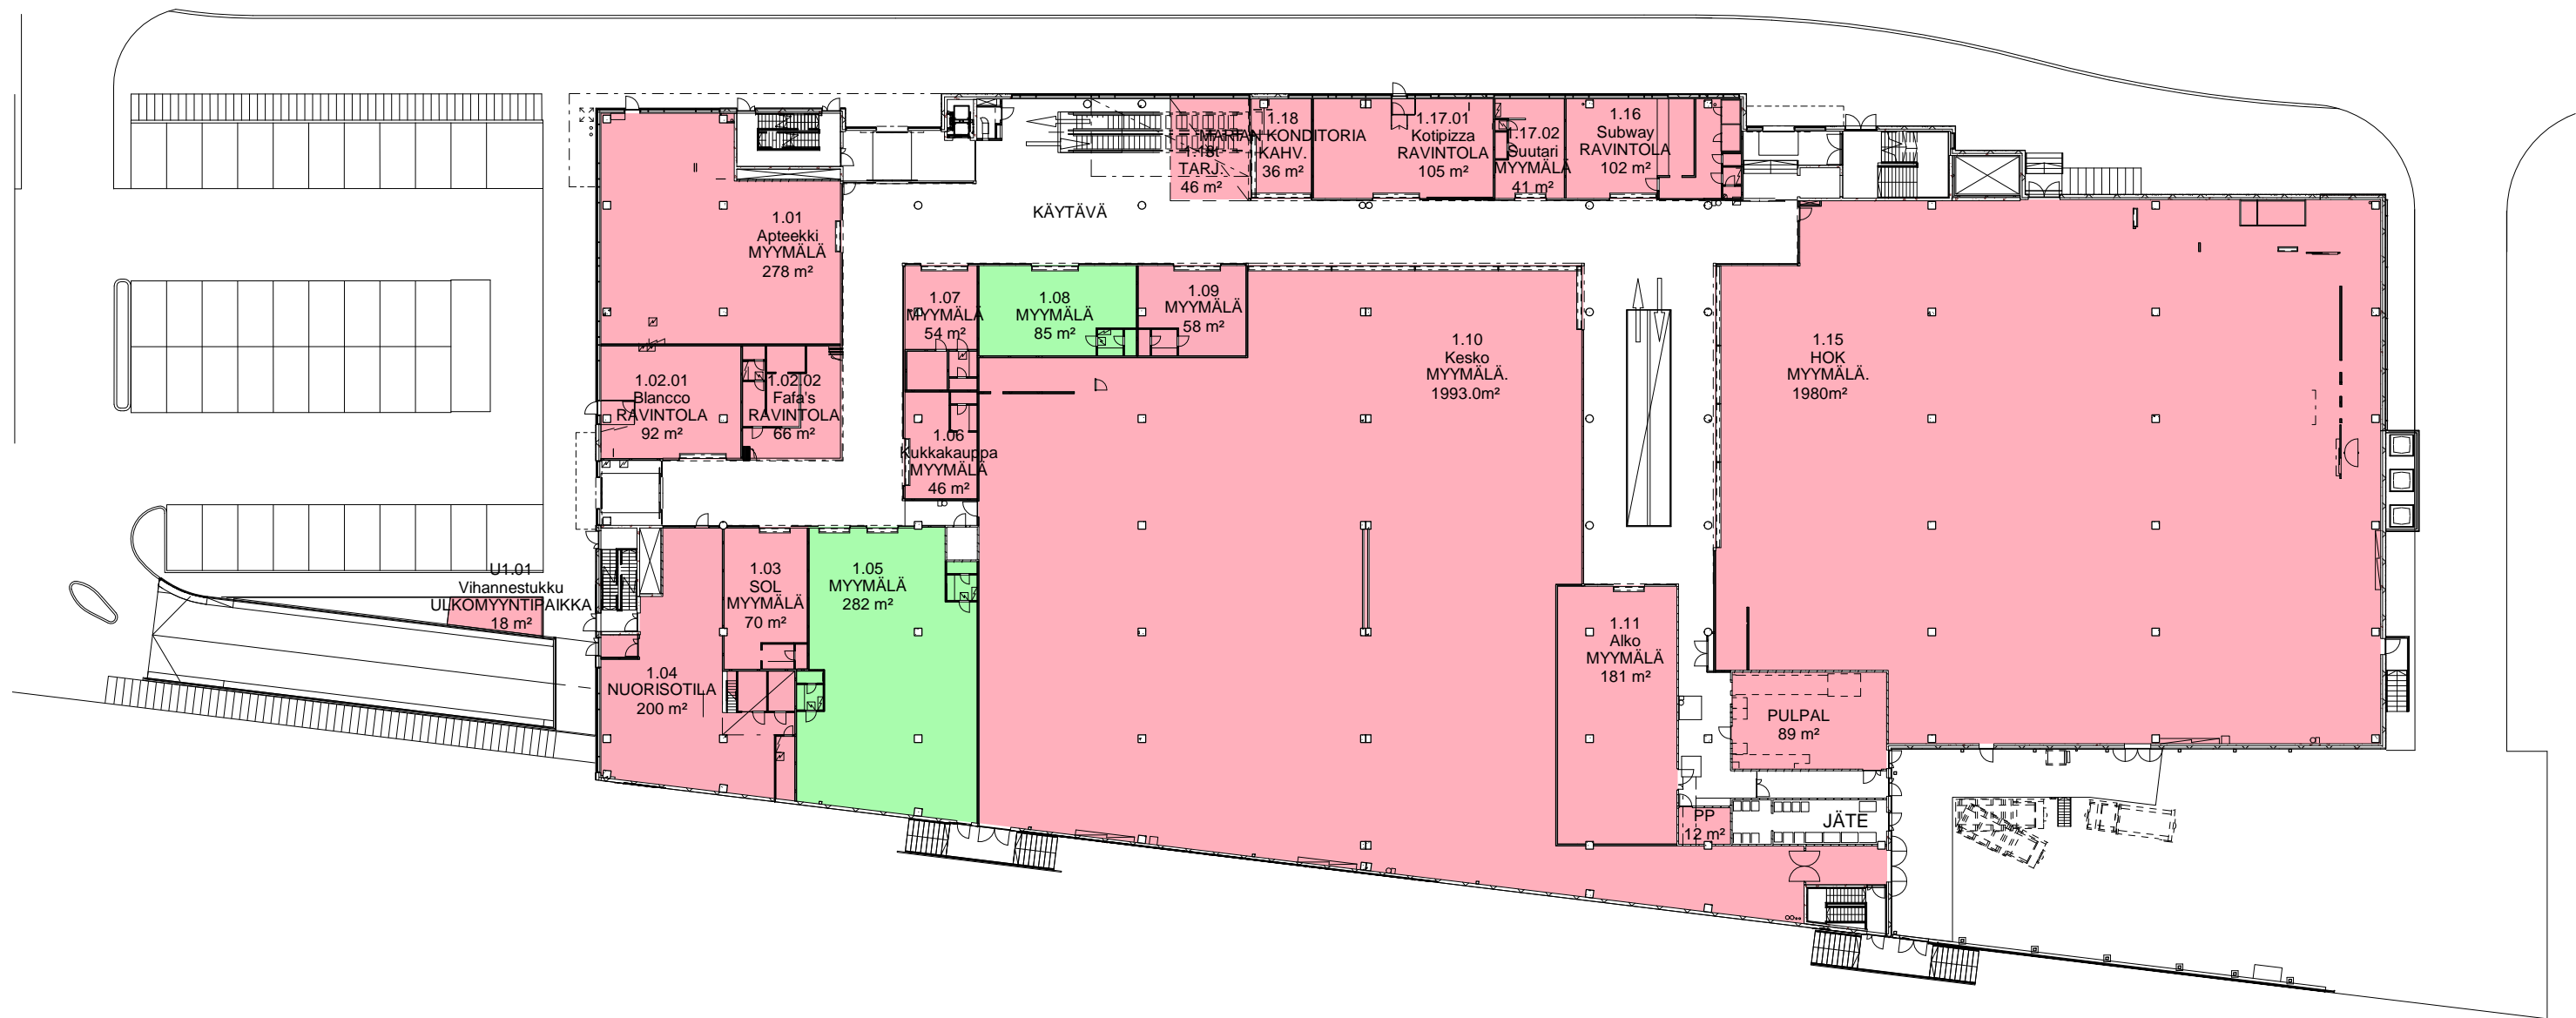 1.18
MARIAN KONDITORIA
KAHV.
36 m²
TARJ.
46 m²
1.17.01
Kotipizza
RAVINTOLA
105 m²
1.17.02
Suutari
MYYMÄLÄ
41 m²
1.16
Subway
RAVINTOLA
102 m²
KÄYTÄVÄ
1.01
Apteekki
MYYMÄLÄ
278 m²
1.07
MYYMÄLÄ
54 m²
1.08
MYYMÄLÄ
85 m²
1.09
MYYMÄLÄ
58 m²
1.10
Kesko
MYYMÄLÄ.
1993.0m²
1.15
HOK
MYYMÄLÄ.
1980m²
1.02.01
Blancco
RAVINTOLA
92 m²
1.02.02
Fafa's
RAVINTOLA
66 m²
1.06
Kukkakauppa
MYYMÄLÄ
46 m²
U1.01
Vihannestukku
ULKOMYYNTIPAIKKA
18 m²
1.03
SOL
MYYMÄLÄ
70 m²
1.05
MYYMÄLÄ
282 m²
1.04
NUORISOTILA
200 m²
1.11
Alko
MYYMÄLÄ
181 m²
PULPAL
89 m²
PP
12 m²
JÄTE